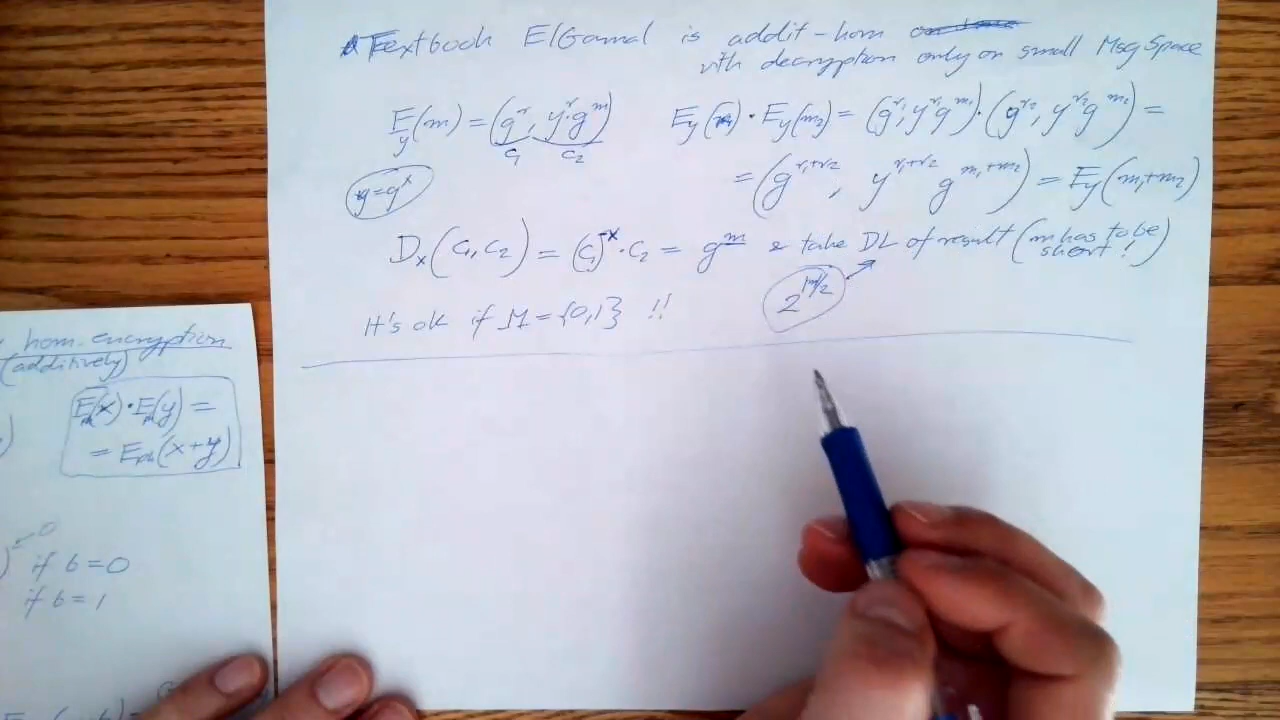 Textbook ElGamal is addit-hom
with decryption only on small Msg Space
E_y(m) = (g^r, y^r·g^m)
c₁ c₂
y=g^x
E_y(m₁)·E_y(m₂) = (g^r₁, y^r₁ g^m₁)·(g^r₂, y^r₂ g^m₂) =
= (g^{r₁+r₂}, y^{r₁+r₂} g^{m₁+m₂}) = E_y(m₁+m₂)
D_x(c₁, c₂) = (c₁)^{-x}·c₂ = g^m & take DL of result (m has to be short!)
2^{|m|/2}
It's ok if M = {0,1} !!
hom. encryption
(additively)
E(x)·E(y) =
= E_pk(x+y)
0
if b=0
if b=1